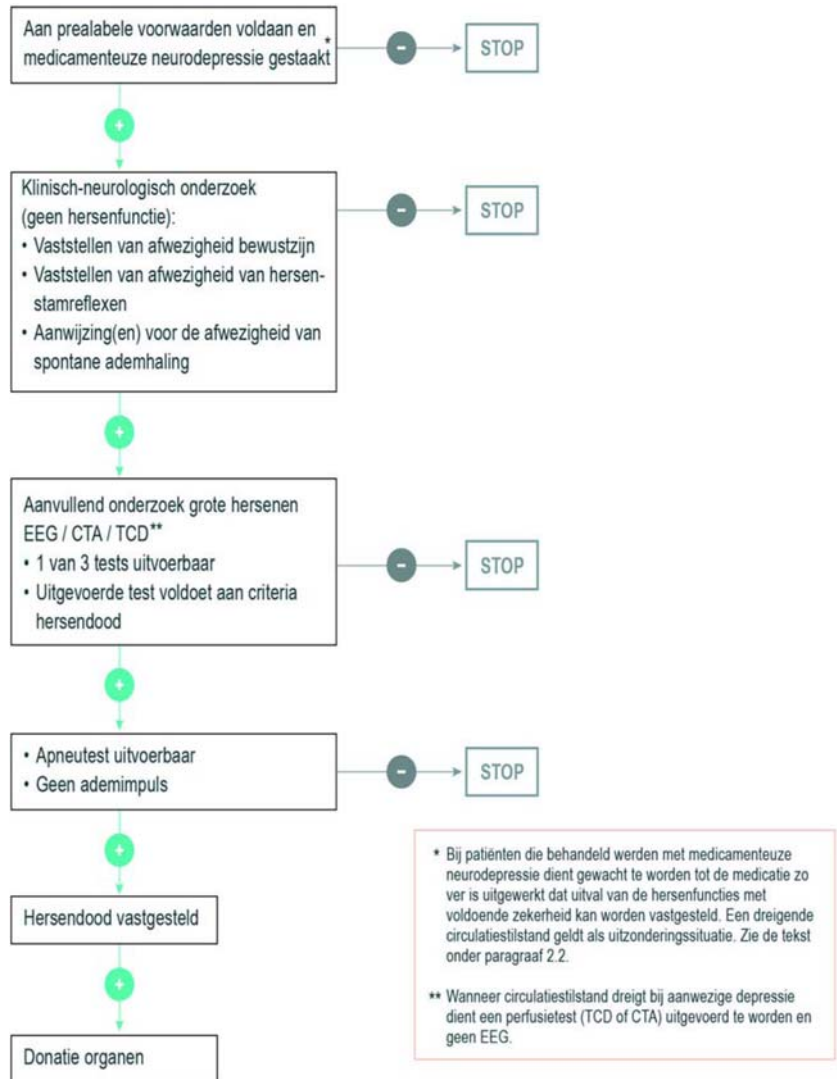 Aan prealabele voorwaarden voldaan en
medicamenteuze neurodepressie gestaakt*
-
STOP
+
Klinisch-neurologisch onderzoek
(geen hersenfunctie):
• Vaststellen van afwezigheid bewustzijn
• Vaststellen van afwezigheid van hersen-
stamreflexen
• Aanwijzing(en) voor de afwezigheid van
spontane ademhaling
-
STOP
+
Aanvullend onderzoek grote hersenen
EEG / CTA / TCD**
• 1 van 3 tests uitvoerbaar
• Uitgevoerde test voldoet aan criteria
hersendood
-
STOP
+
• Apneutest uitvoerbaar
• Geen ademimpuls
-
STOP
+
Hersendood vastgesteld
+
Donatie organen
* Bij patiënten die behandeld werden met medicamenteuze
neurodepressie dient gewacht te worden tot de medicatie zo
ver is uitgewerkt dat uitval van de hersenfuncties met
voldoende zekerheid kan worden vastgesteld. Een dreigende
circulatiestilstand geldt als uitzonderingssituatie. Zie de tekst
onder paragraaf 2.2.
** Wanneer circulatiestilstand dreigt bij aanwezige depressie
dient een perfusietest (TCD of CTA) uitgevoerd te worden en
geen EEG.